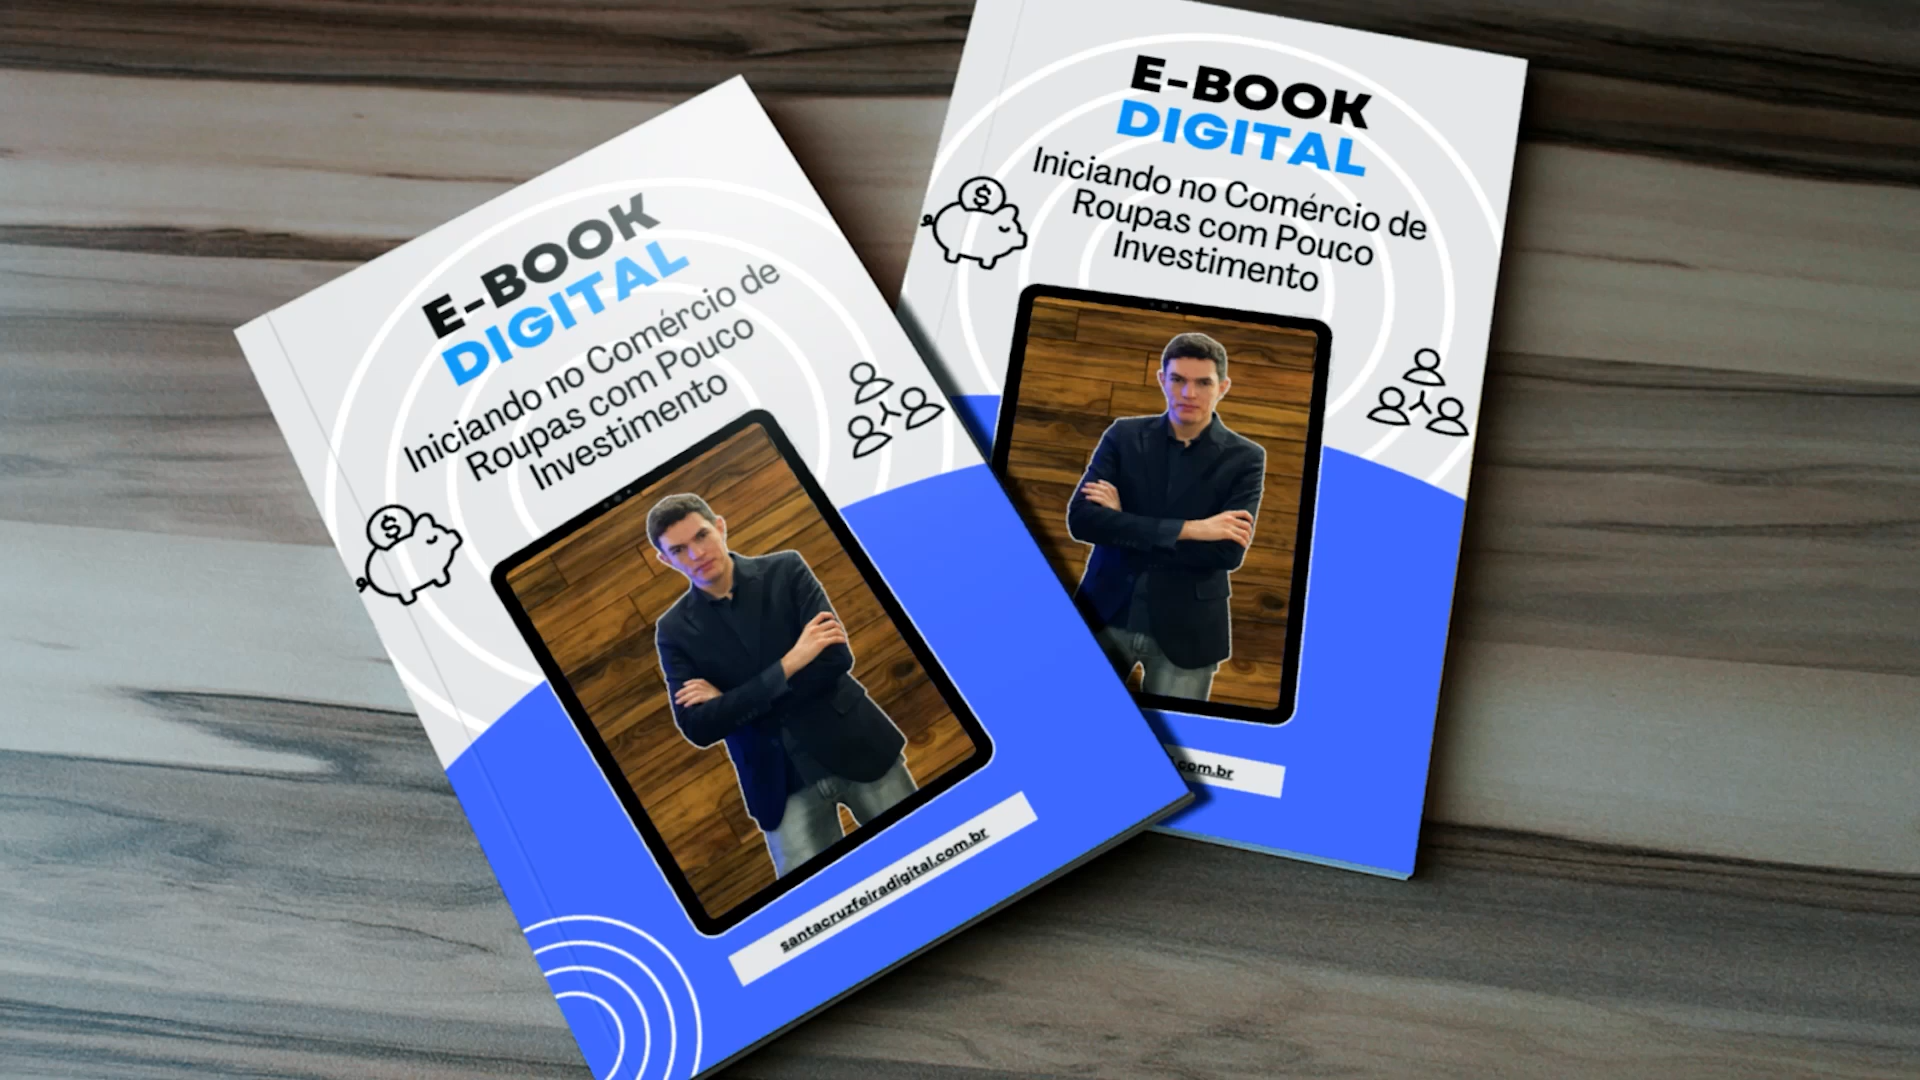 E-BOOK
DIGITAL
Iniciando no Comércio de
Roupas com Pouco
Investimento
santacruzfeiradigital.com.br
E-BOOK
DIGITAL
Iniciando no Comércio de
Roupas com Pouco
Investimento
.com.br